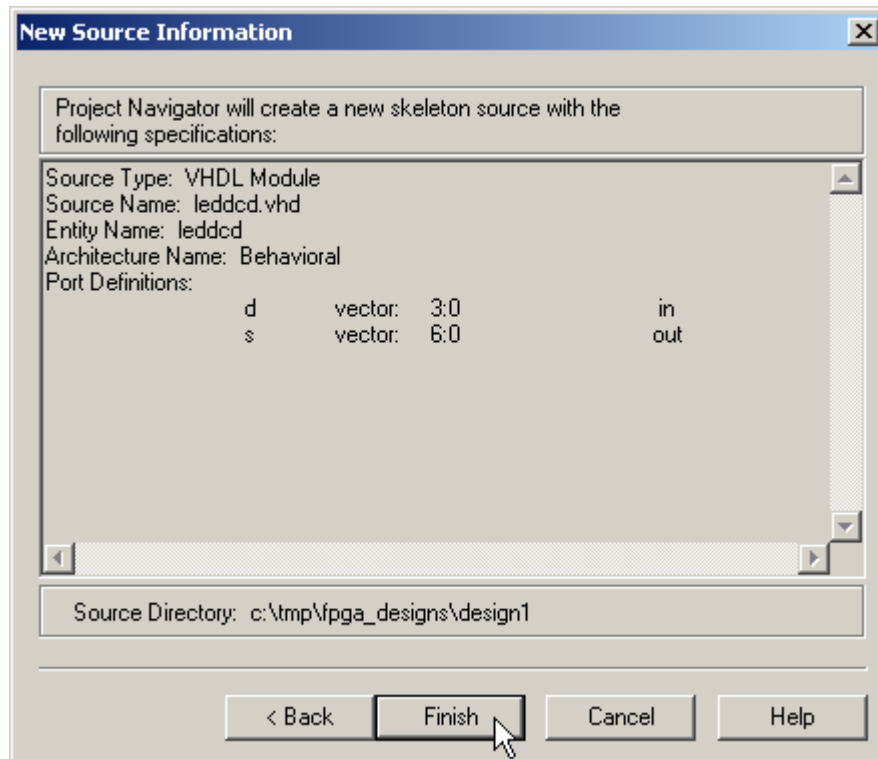 New Source Information
Project Navigator will create a new skeleton source with the
following specifications:
Source Type: VHDL Module
Source Name: leddcd.vhd
Entity Name: leddcd
Architecture Name: Behavioral
Port Definitions:
d vector: 3:0 in
s vector: 6:0 out
Source Directory: c:\tmp\fpga_designs\design1
< Back Finish Cancel Help